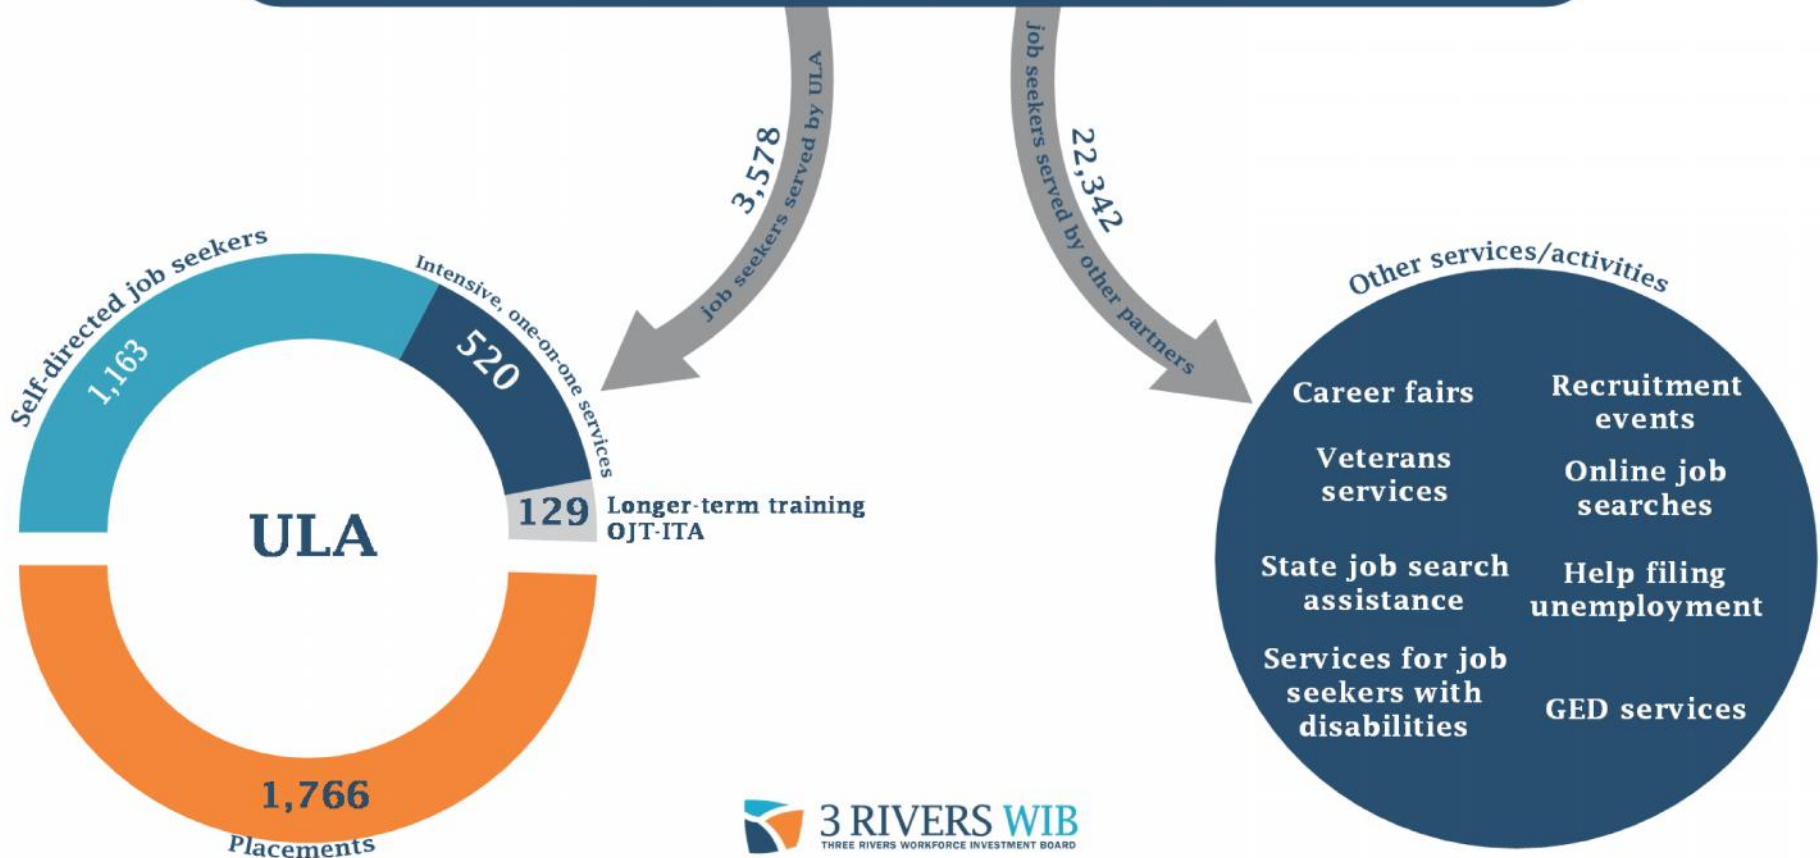 3,578
job seekers served by ULA
22,342
job seekers served by other partners
Self-directed job seekers
1,163
Intensive, one-on-one services
520
129
Longer-term training
OJT-ITA
ULA
1,766
Placements
Other services/activities
Career fairs
Recruitment
events
Veterans
services
Online job
searches
State job search
assistance
Help filing
unemployment
Services for job
seekers with
disabilities
GED services
3 RIVERS WIB
THREE RIVERS WORKFORCE INVESTMENT BOARD